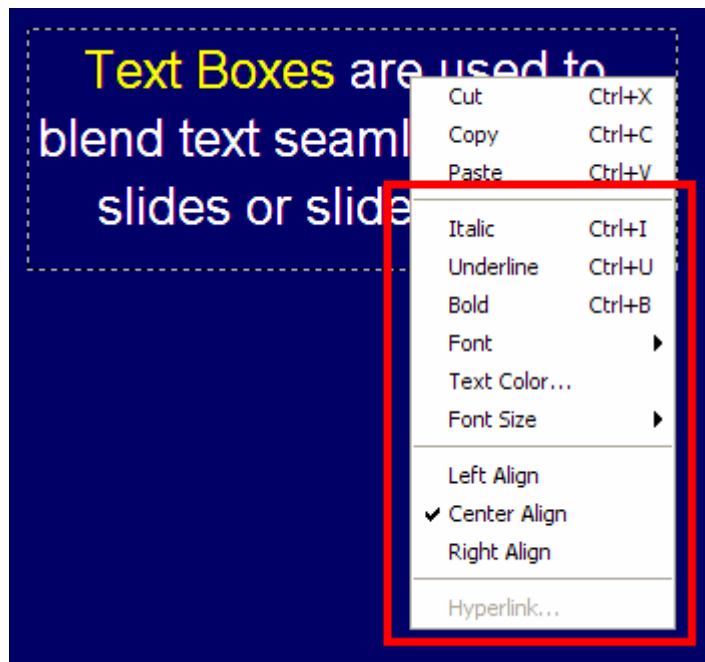 Text Boxes are used to
blend text seaml
slides or slide
Cut Ctrl+X
Copy Ctrl+C
Paste Ctrl+V
Italic Ctrl+I
Underline Ctrl+U
Bold Ctrl+B
Font
Text Color...
Font Size
Left Align
Center Align
Right Align
Hyperlink...